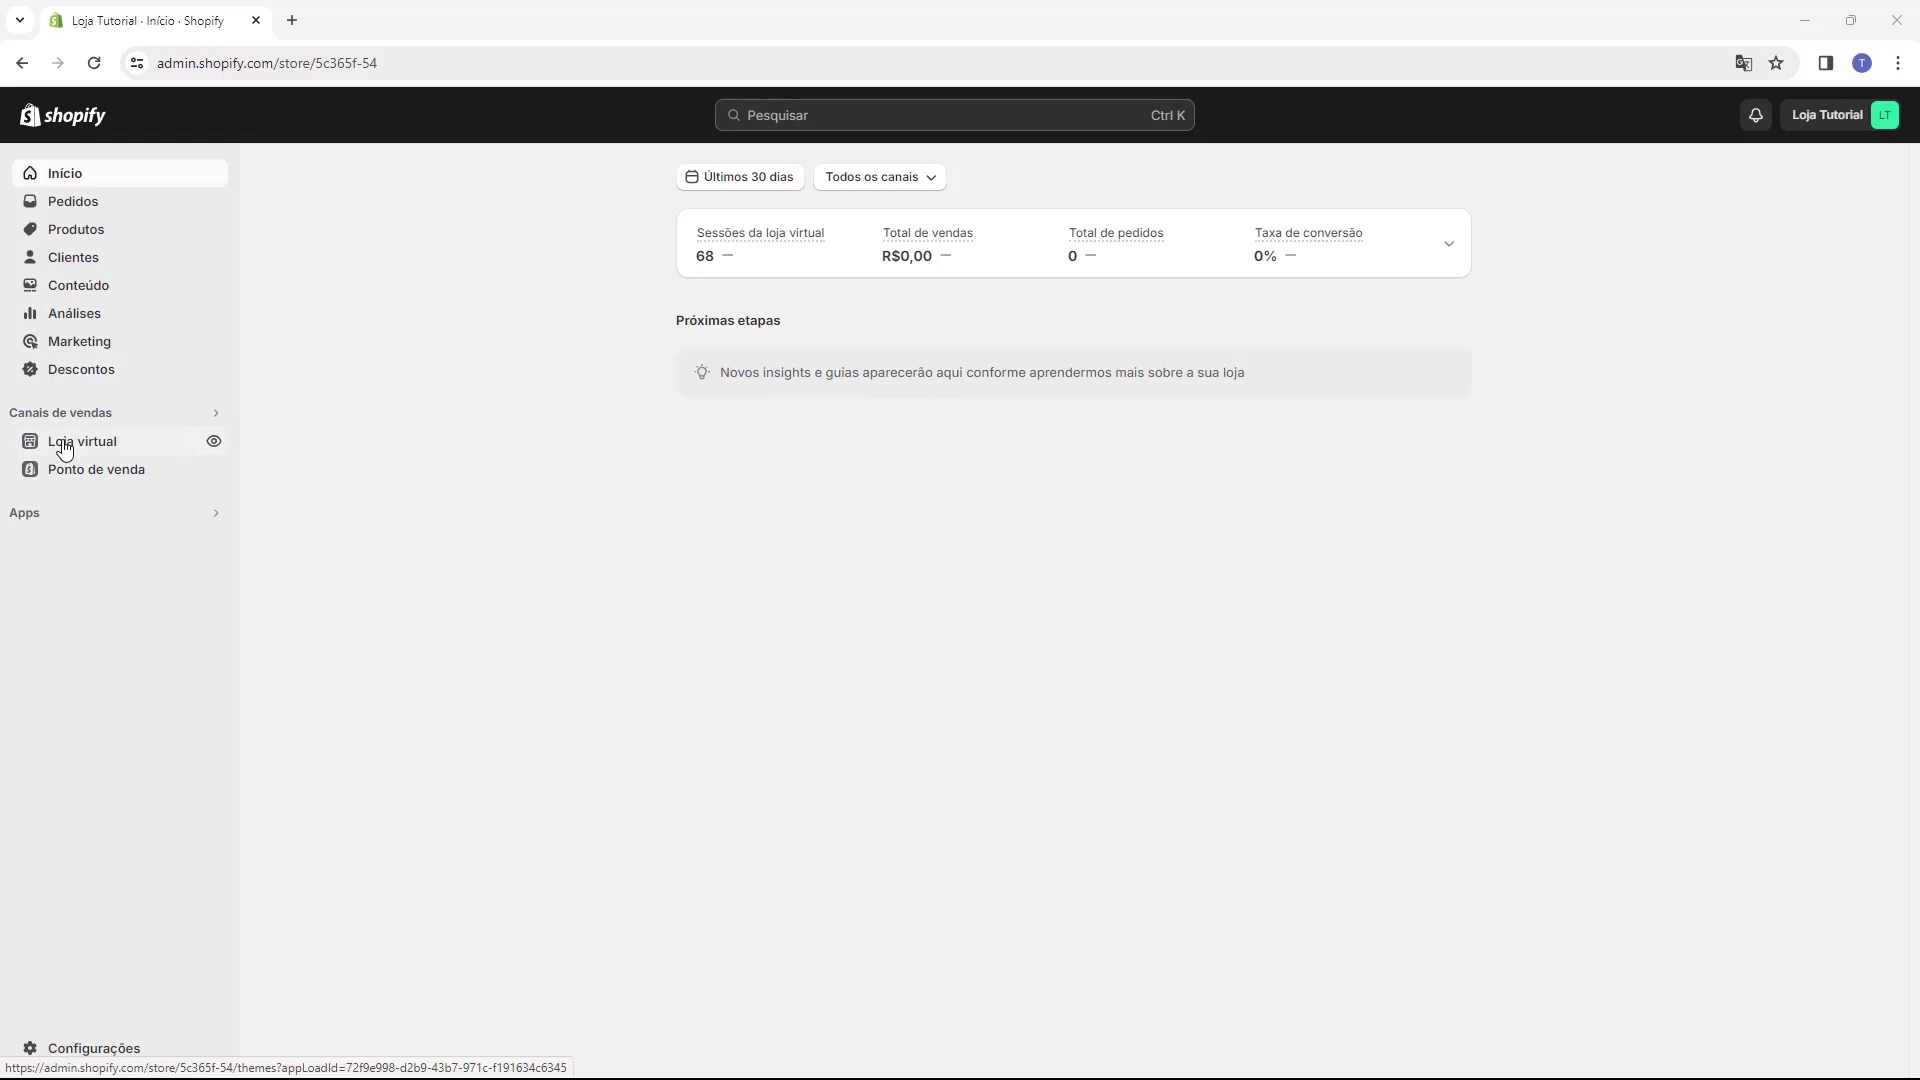 Loja Tutorial · Início · Shopify
admin.shopify.com/store/5c365f-54
T
shopify
Pesquisar
Ctrl K
Loja Tutorial
LT
Início
Pedidos
Produtos
Clientes
Conteúdo
Análises
Marketing
Descontos
Canais de vendas
Loja virtual
Ponto de venda
Apps
Configurações
Últimos 30 dias
Todos os canais
Sessões da loja virtual
68 —
Total de vendas
R$0,00 —
Total de pedidos
0 —
Taxa de conversão
0% —
Próximas etapas
Novos insights e guias aparecerão aqui conforme aprendermos mais sobre a sua loja
https://admin.shopify.com/store/5c365f-54/themes?appLoadId=72f9e998-d2b9-43b7-971c-f191634c6345